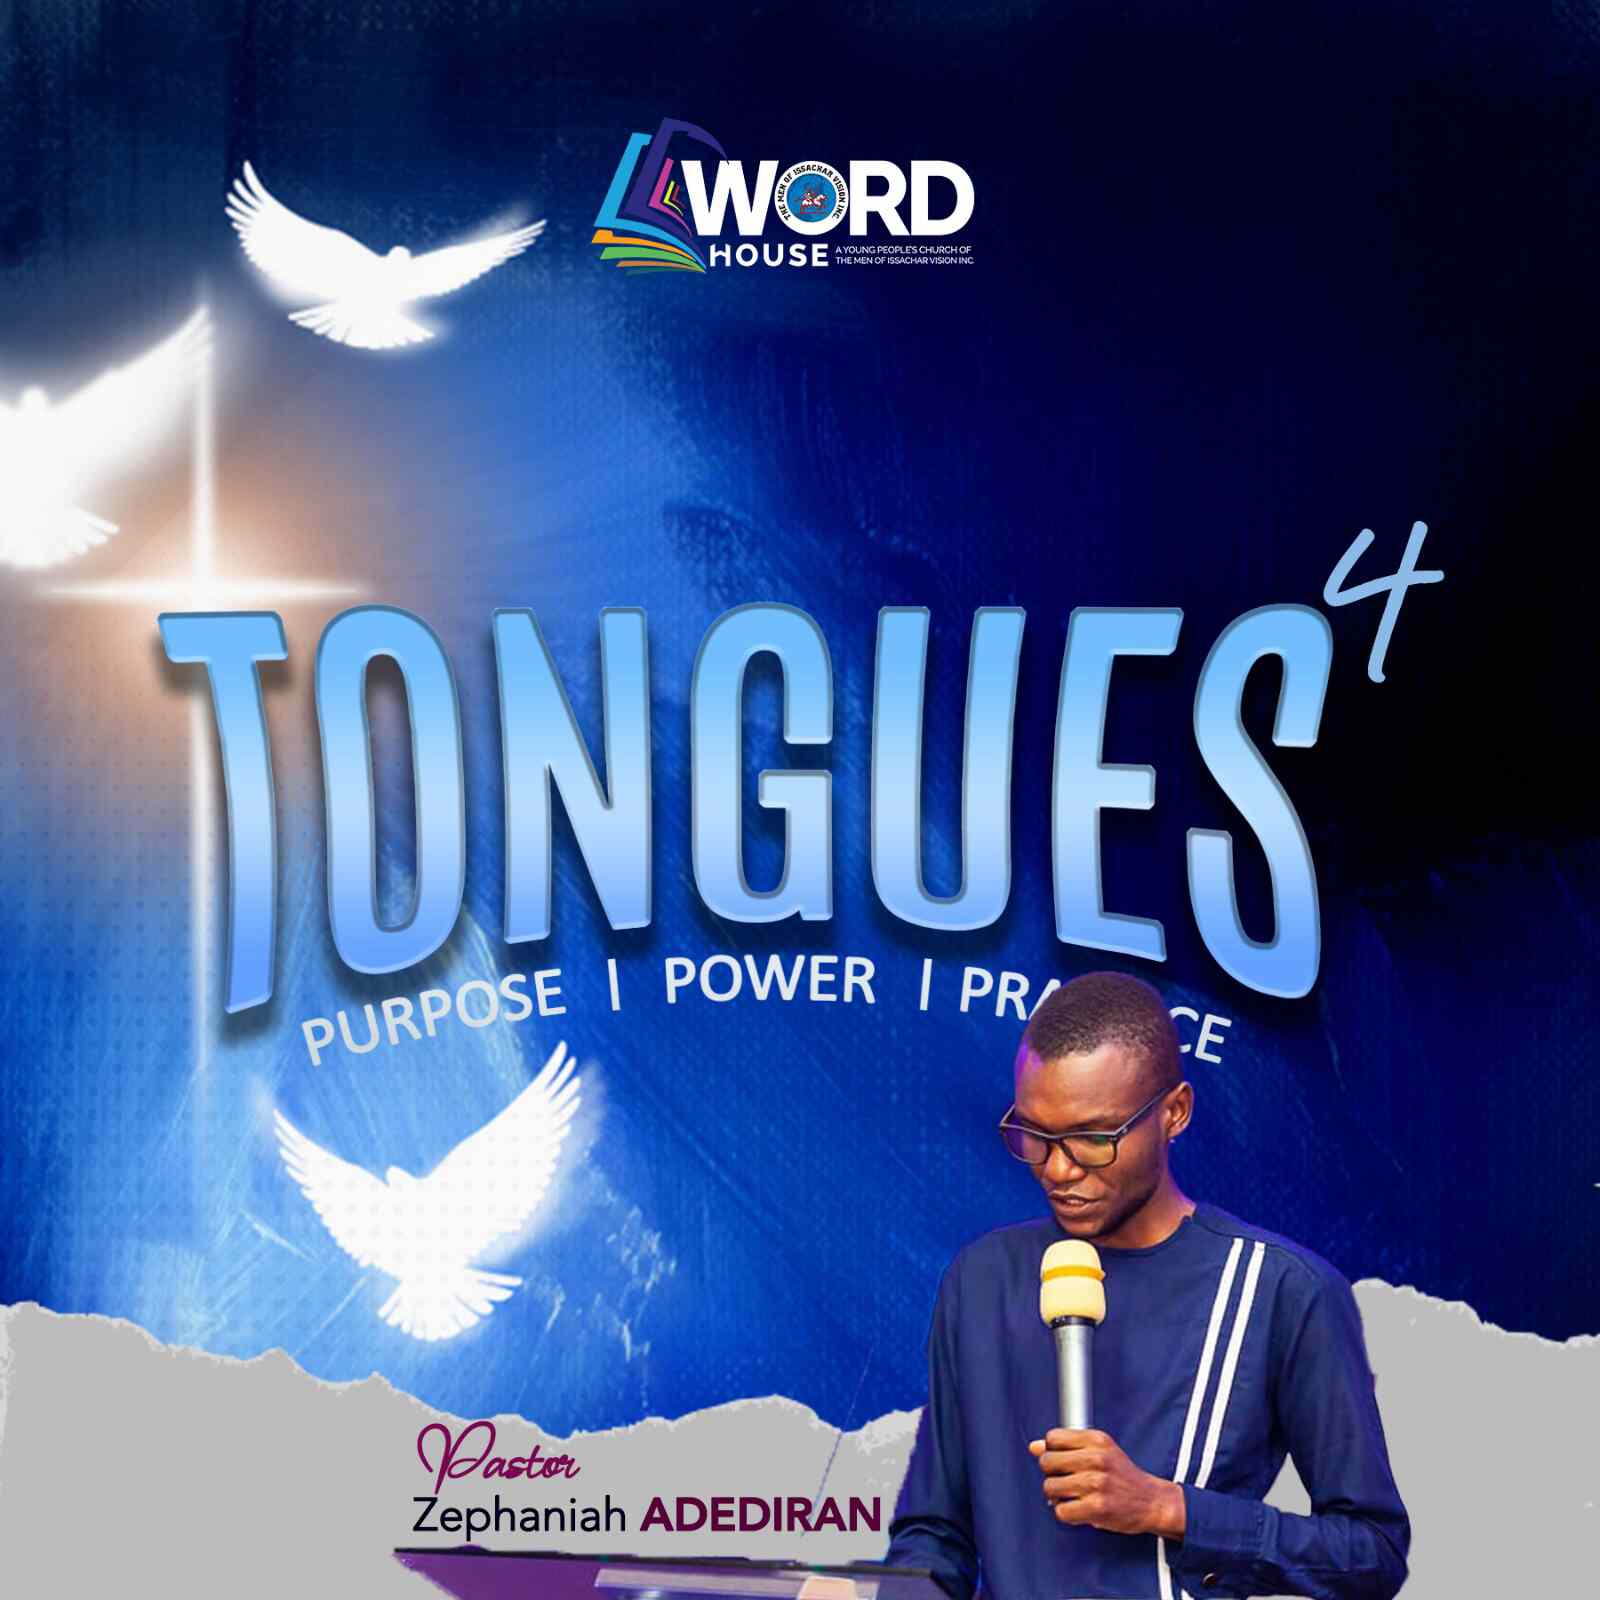 WORD
THE MEN OF ISSACHAR VISION INC
HOUSE
A YOUNG PEOPLE'S CHURCH OF
THE MEN OF ISSACHAR VISION INC.
TONGUES 4
PURPOSE | POWER | PRA CE
Pastor
Zephaniah ADEDIRAN